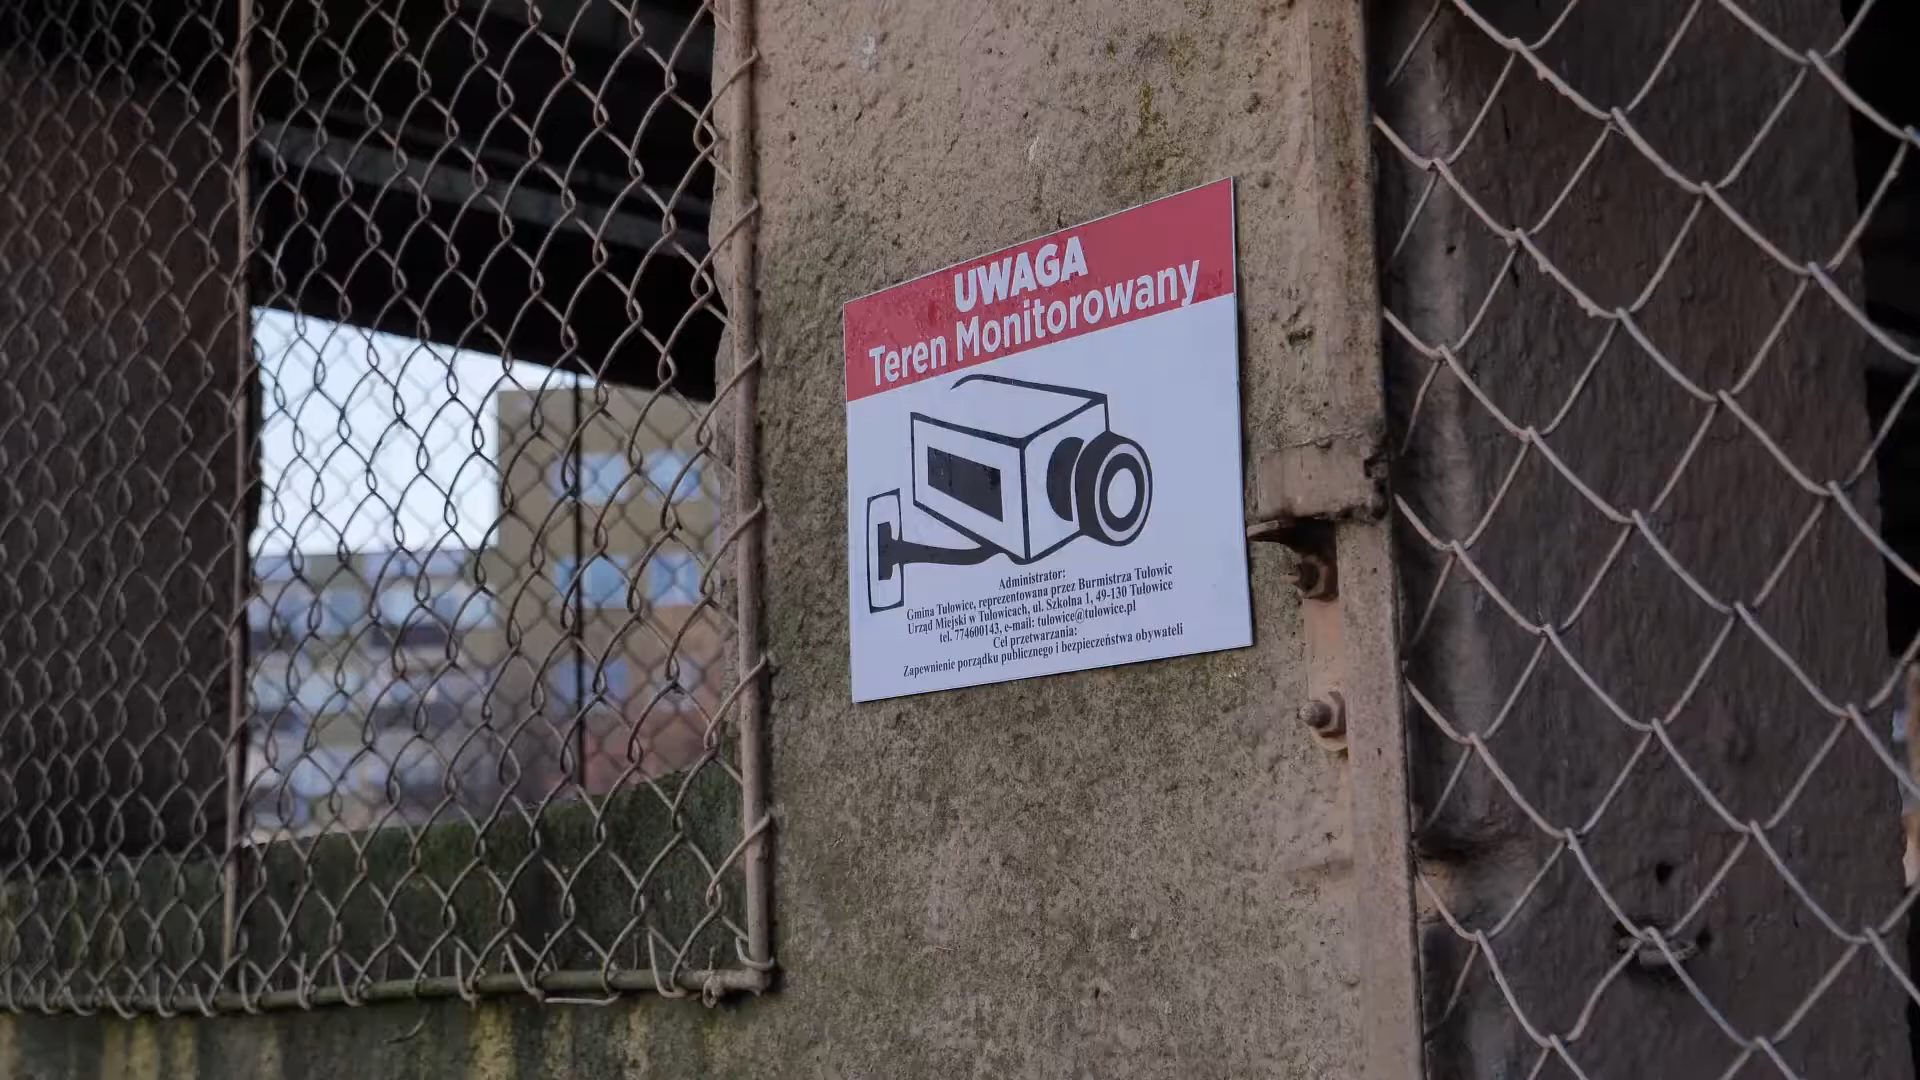 UWAGA
Teren Monitorowany
Administrator:
Gmina Tułowice, reprezentowana przez Burmistrza Tułowic
Urząd Miejski w Tułowicach, ul. Szkolna 1, 49-130 Tułowice
tel. 774600143, e-mail: tulowice@tulowice.pl
Cel przetwarzania:
Zapewnienie porządku publicznego i bezpieczeństwa obywateli